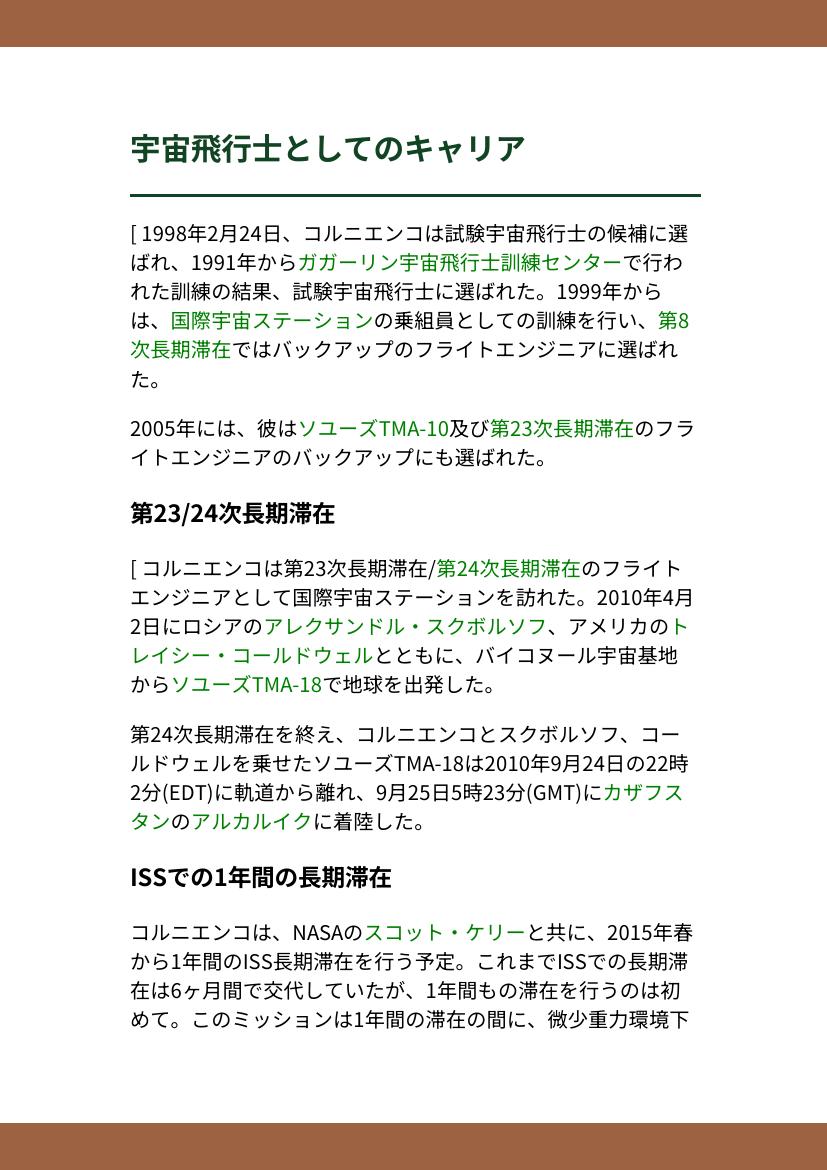 宇宙飛行士としてのキャリア
[ 1998年2月24日、コルニエンコは試験宇宙飛行士の候補に選
ばれ、1991年からガガーリン宇宙飛行士訓練センターで行わ
れた訓練の結果、試験宇宙飛行士に選ばれた。1999年から
は、国際宇宙ステーションの乗組員としての訓練を行い、第8
次長期滞在ではバックアップのフライトエンジニアに選ばれ
た。
2005年には、彼はソユーズTMA-10及び第23次長期滞在のフラ
イトエンジニアのバックアップにも選ばれた。
第23/24次長期滞在
[ コルニエンコは第23次長期滞在/第24次長期滞在のフライト
エンジニアとして国際宇宙ステーションを訪れた。2010年4月
2日にロシアのアレクサンドル・スクボルソフ、アメリカのト
レイシー・コールドウェルとともに、バイコヌール宇宙基地
からソユーズTMA-18で地球を出発した。
第24次長期滞在を終え、コルニエンコとスクボルソフ、コー
ルドウェルを乗せたソユーズTMA-18は2010年9月24日の22時
2分(EDT)に軌道から離れ、9月25日5時23分(GMT)にカザフス
タンのアルカルイクに着陸した。
ISSでの1年間の長期滞在
コルニエンコは、NASAのスコット・ケリーと共に、2015年春
から1年間のISS長期滞在を行う予定。これまでISSでの長期滞
在は6ヶ月間で交代していたが、1年間もの滞在を行うのは初
めて。このミッションは1年間の滞在の間に、微少重力環境下